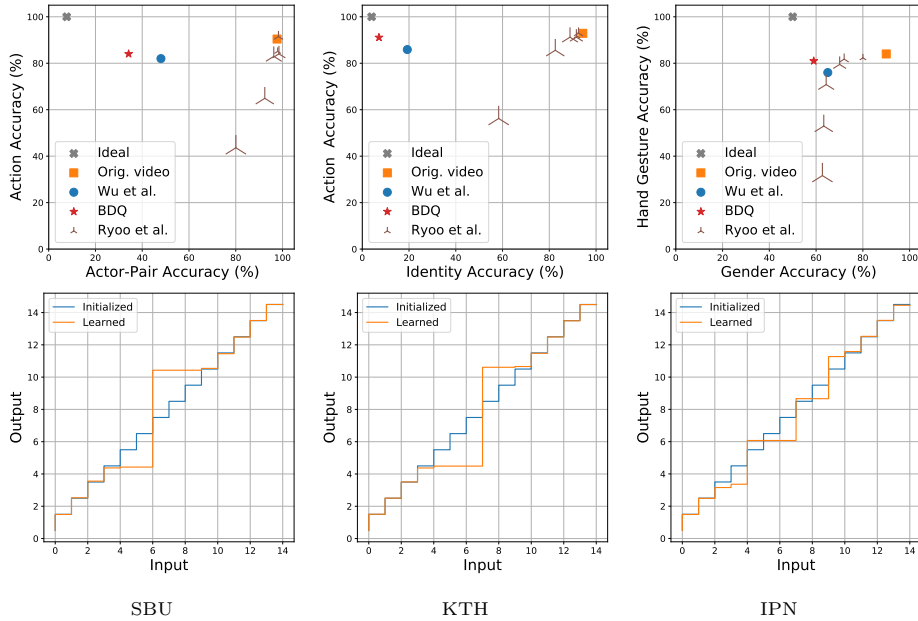 100
80
60
40
20
0
Action Accuracy (%)
Ideal
Orig. video
Wu et al.
BDQ
Ryoo et al.
0 20 40 60 80 100
Actor-Pair Accuracy (%)
100
80
60
40
20
0
Action Accuracy (%)
Ideal
Orig. video
Wu et al.
BDQ
Ryoo et al.
0 20 40 60 80 100
Identity Accuracy (%)
100
80
60
40
20
0
Hand Gesture Accuracy (%)
Ideal
Orig. video
Wu et al.
BDQ
Ryoo et al.
0 20 40 60 80 100
Gender Accuracy (%)
Initialized
Learned
14
12
10
8
6
4
2
0
Output
0 2 4 6 8 10 12 14
Input
Initialized
Learned
14
12
10
8
6
4
2
0
Output
0 2 4 6 8 10 12 14
Input
Initialized
Learned
14
12
10
8
6
4
2
0
Output
0 2 4 6 8 10 12 14
Input
SBU
KTH
IPN